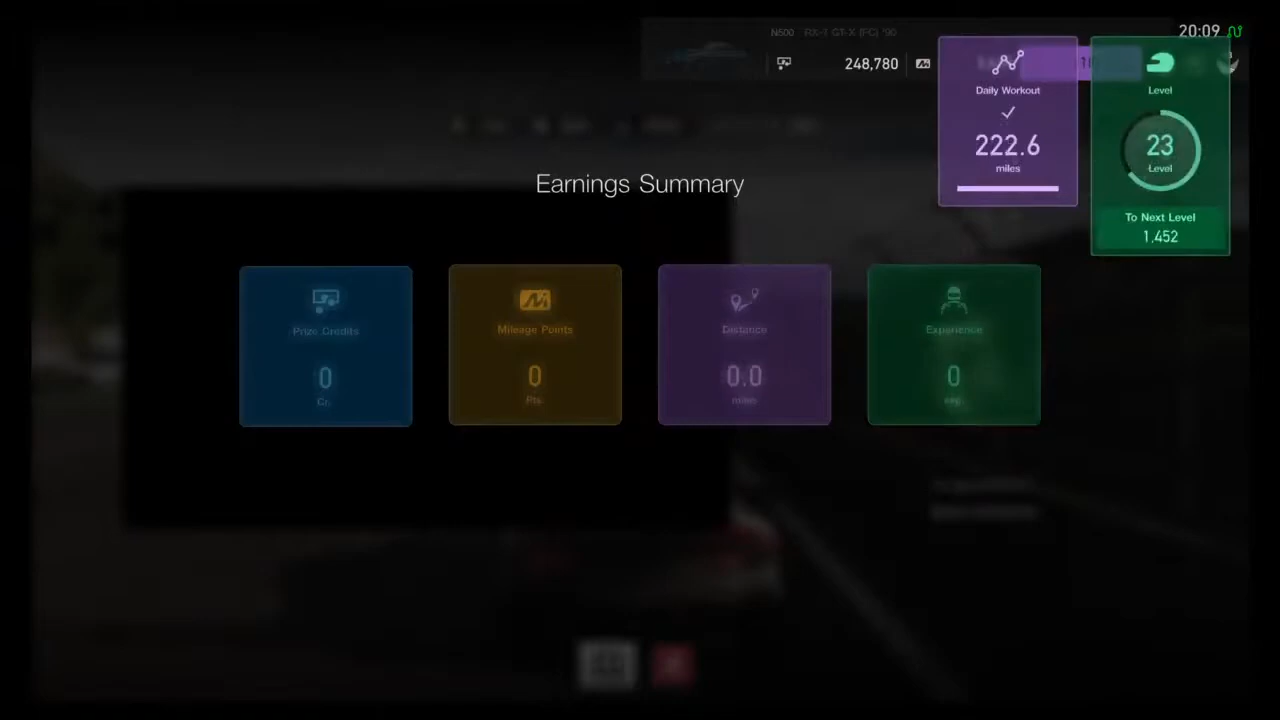 N500 RX-7 GT-X (FC) '90
20:09
248,780
Daily Workout
222.6
miles
Level
23
Level
To Next Level
1,452
Earnings Summary
Prize Credits
0
Cr.
Mileage Points
0
Pts.
Distance
0.0
miles
Experience
0
exp.